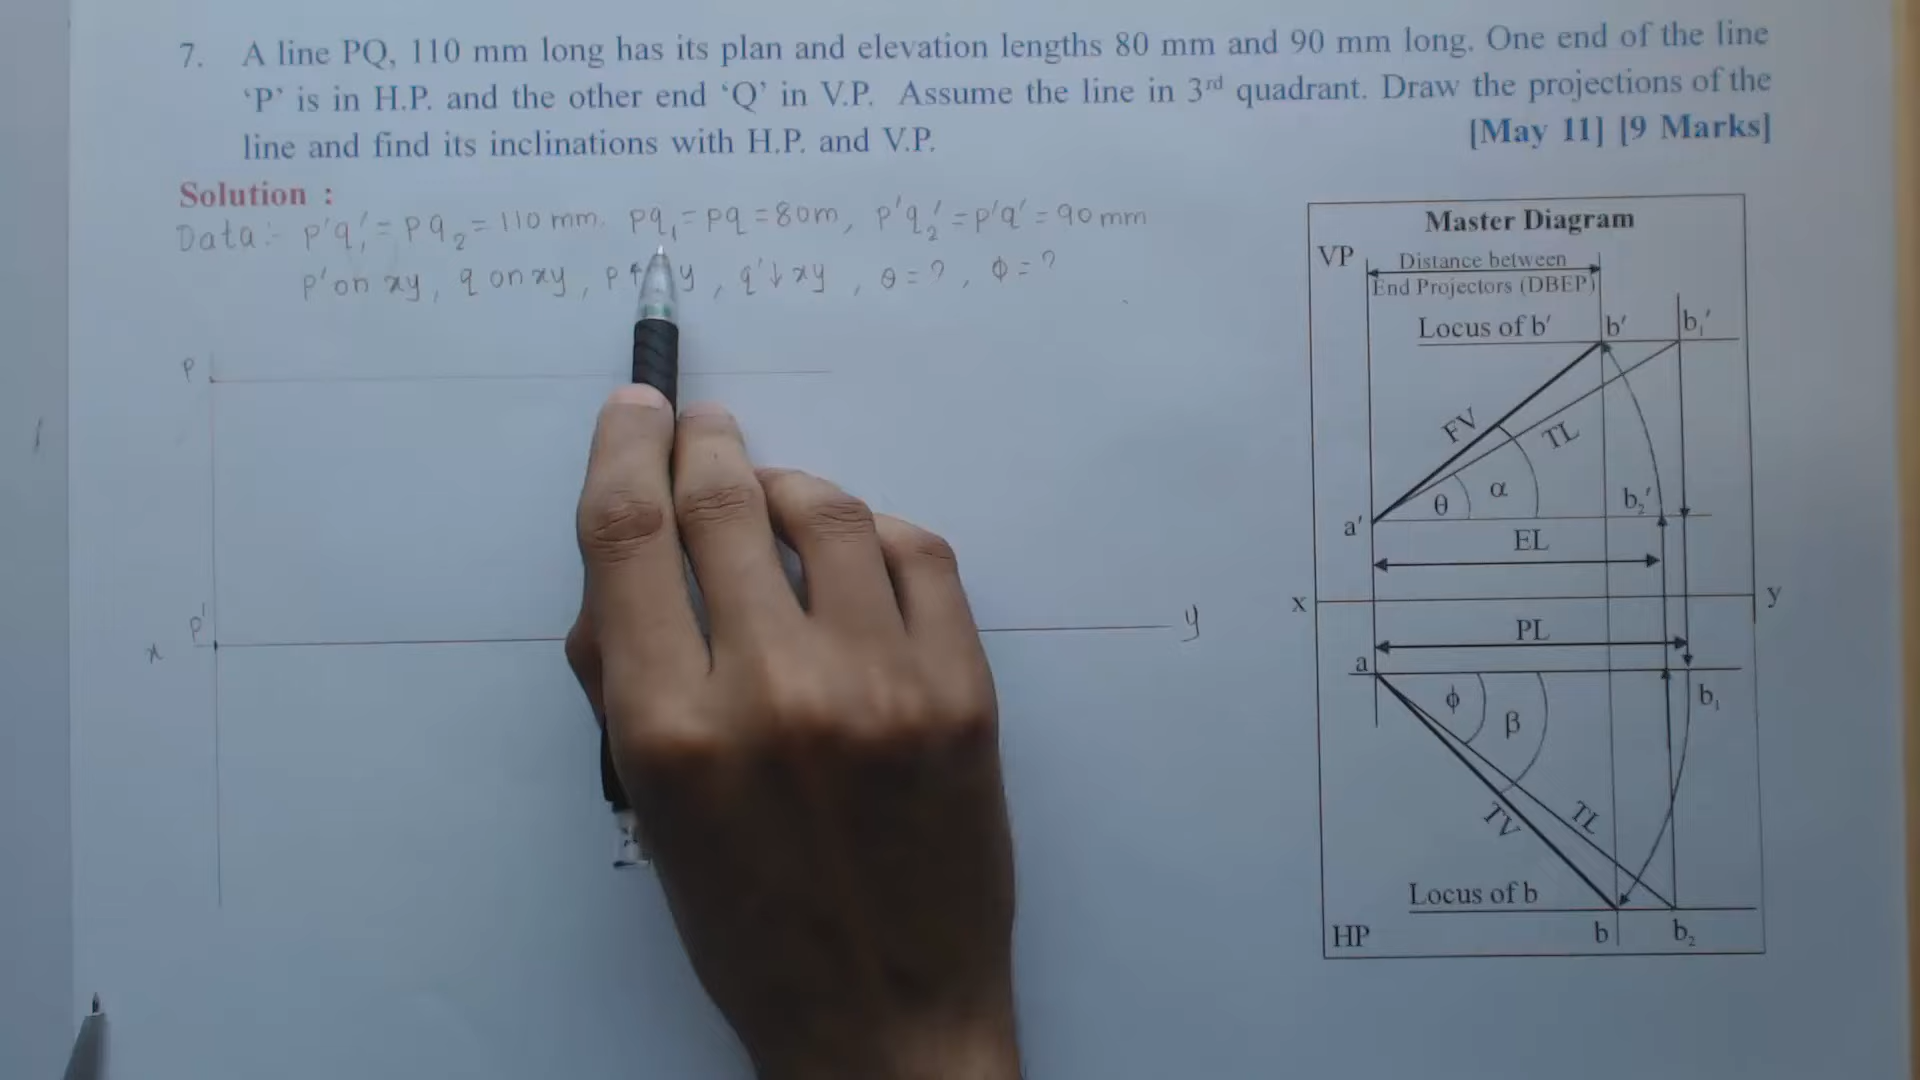 7. A line PQ, 110 mm long has its plan and elevation lengths 80 mm and 90 mm long. One end of the line
‘P’ is in H.P. and the other end ‘Q’ in V.P. Assume the line in 3rd quadrant. Draw the projections of the
line and find its inclinations with H.P. and V.P. [May 11] [9 Marks]
Solution :
Data:- p'q₁' = pq₂ = 110 mm. pq₁ = pq = 80m, p'q₂' = p'q' = 90mm
p' on xy, q on xy, p↑ y, q'↓xy, θ = ?, ϕ = ?
p
p'
x
y
Master Diagram
VP
Distance between
End Projectors (DBEP)
Locus of b' b' b₁'
FV
TL
θ α b₂'
a'
EL
x y
PL
a
ϕ b₁
β
TV TL
Locus of b
HP b b₂